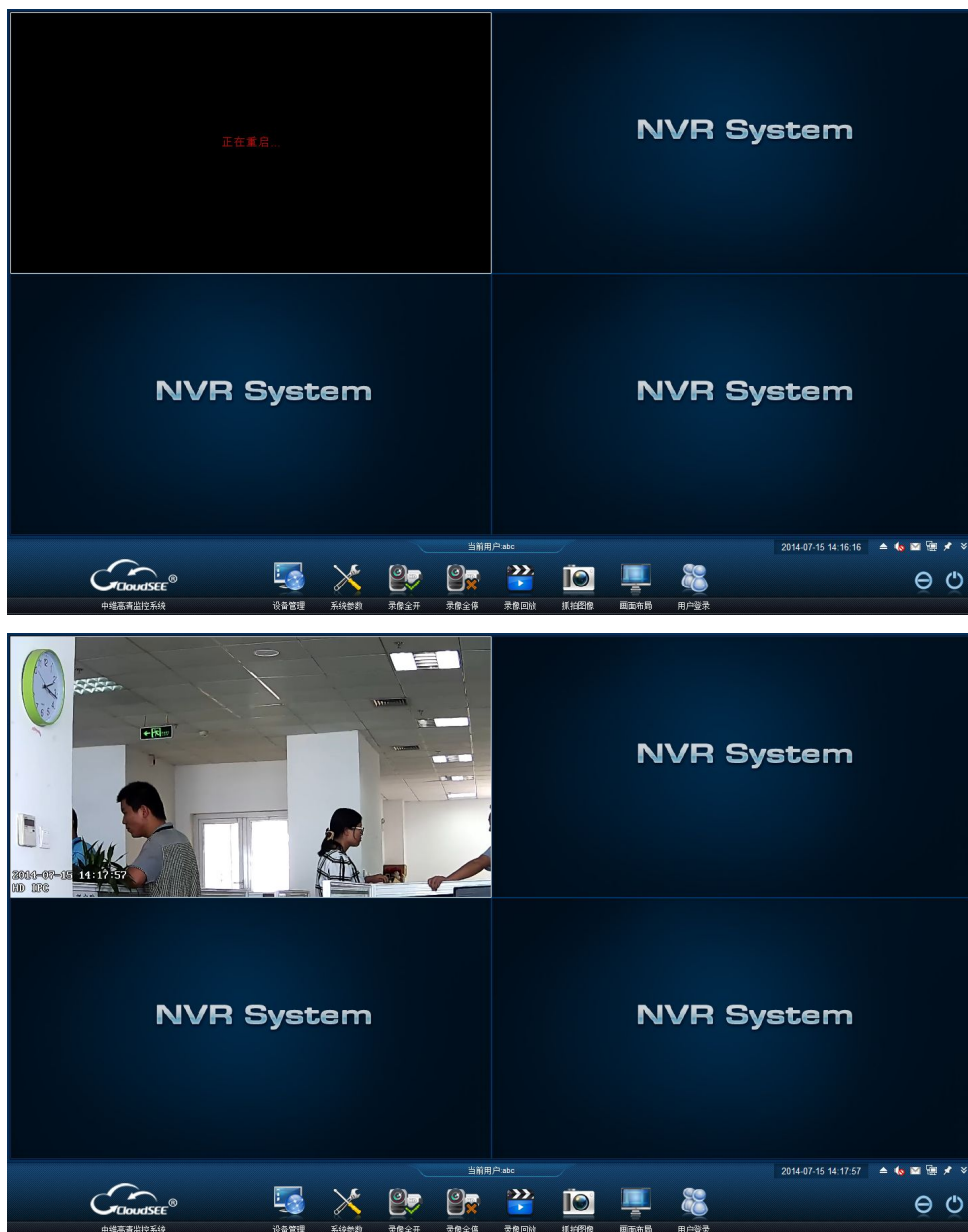 正在重启...
NVR System
NVR System
NVR System
当前用户:abc
2014-07-15 14:16:16
CloudSEE®
中维高清监控系统
设备管理
系统参数
录像全开
录像全停
录像回放
抓拍图像
画面布局
用户登录
NVR System
2014-07-15 14:17:57
HD IPC
NVR System
NVR System
当前用户:abc
2014-07-15 14:17:57
CloudSEE®
中维高清监控系统
设备管理
系统参数
录像全开
录像全停
录像回放
抓拍图像
画面布局
用户登录